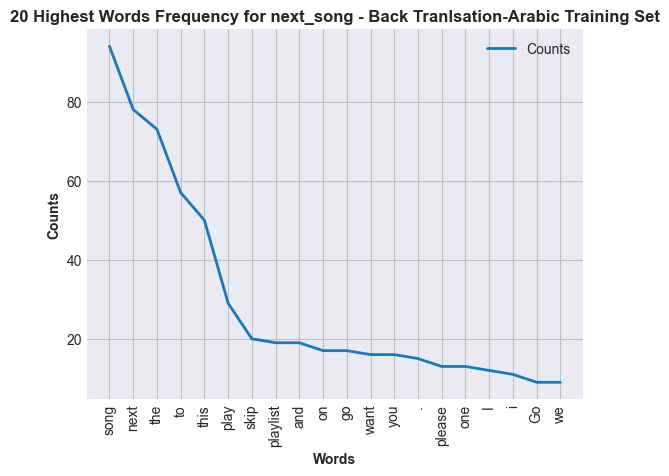 20 Highest Words Frequency for next_song - Back Tranlsation-Arabic Training Set
Counts
80
60
40
20
Counts
song
next
the
to
this
play
skip
playlist
and
on
go
want
you
.
please
one
I
i
Go
we
Words